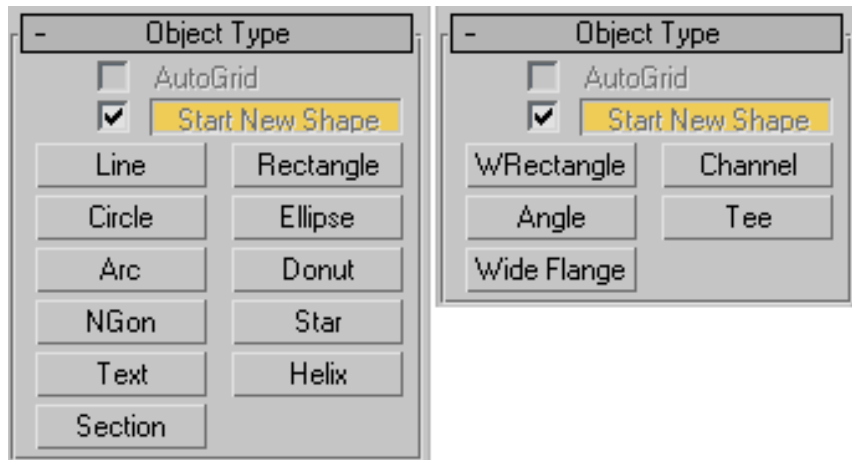 - Object Type
AutoGrid
Start New Shape
Line Rectangle
Circle Ellipse
Arc Donut
NGon Star
Text Helix
Section
- Object Type
AutoGrid
Start New Shape
WRectangle Channel
Angle Tee
Wide Flange